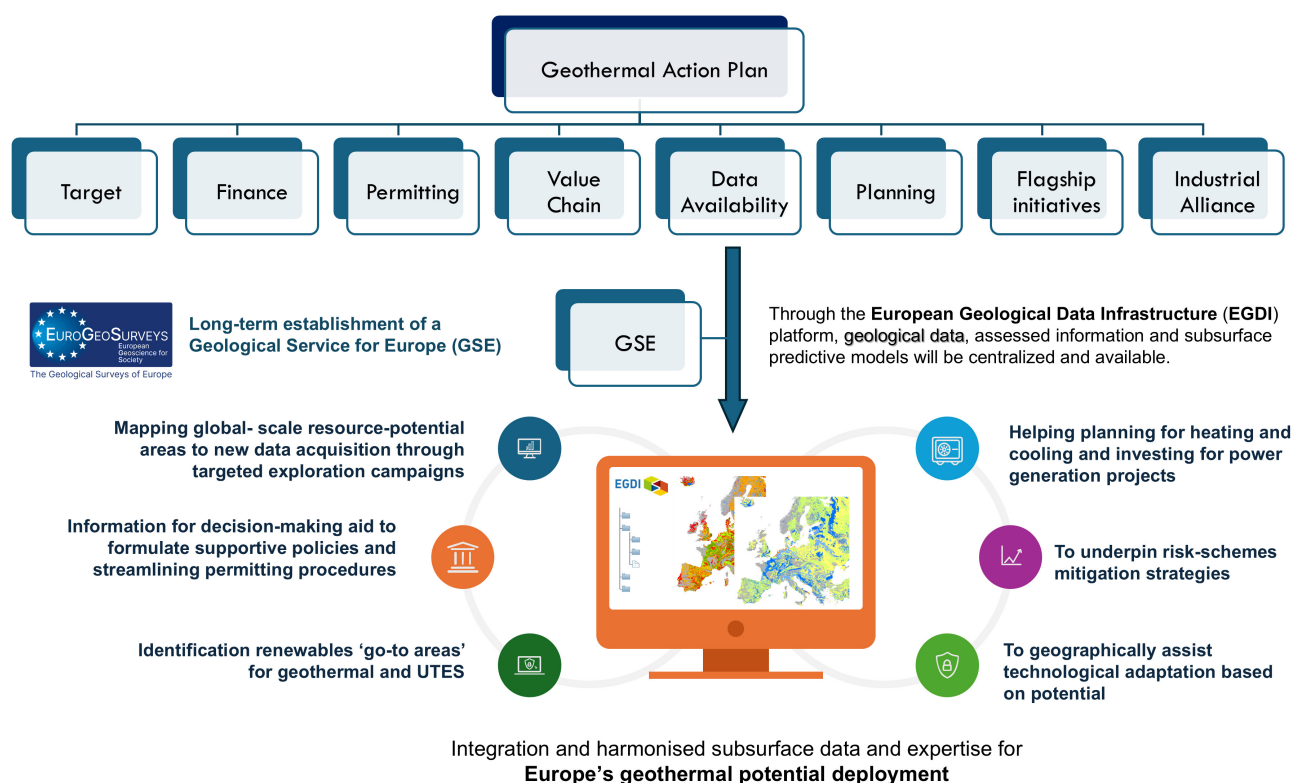 Geothermal Action Plan
Target
Finance
Permitting
Value
Chain
Data
Availability
Planning
Flagship
initiatives
Industrial
Alliance
EUROGEOSURVEYS
European
Geoscience for
Society
The Geological Surveys of Europe
Long-term establishment of a
Geological Service for Europe (GSE)
GSE
Through the European Geological Data Infrastructure (EGDI)
platform, geological data, assessed information and subsurface
predictive models will be centralized and available.
Mapping global- scale resource-potential
areas to new data acquisition through
targeted exploration campaigns
Information for decision-making aid to
formulate supportive policies and
streamlining permitting procedures
Identification renewables ‘go-to areas’
for geothermal and UTES
EGDI
Helping planning for heating and
cooling and investing for power
generation projects
To underpin risk-schemes
mitigation strategies
To geographically assist
technological adaptation based
on potential
Integration and harmonised subsurface data and expertise for
Europe’s geothermal potential deployment